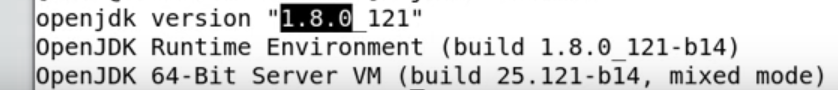 openjdk version "1.8.0_121"
OpenJDK Runtime Environment (build 1.8.0_121-b14)
OpenJDK 64-Bit Server VM (build 25.121-b14, mixed mode)